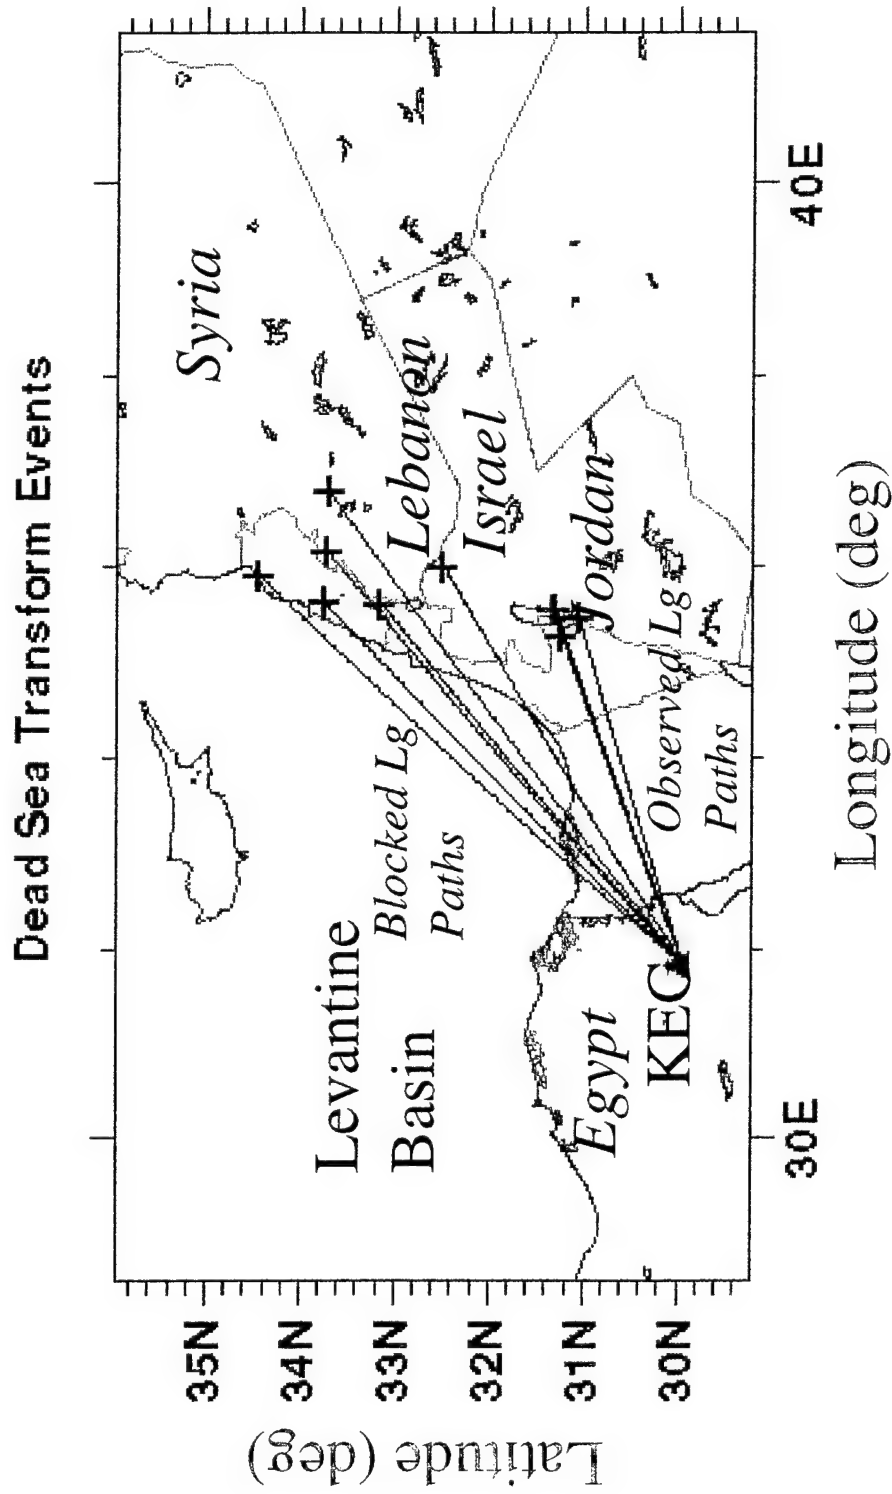 Dead Sea Transform Events
Syria
Levantine
Basin
Blocked Lg
Paths
Lebanon
Israel
Jordan
Observed Lg
Paths
Egypt
KEG
35N
34N
33N
32N
31N
30N
30E
40E
Latitude (deg)
Longitude (deg)